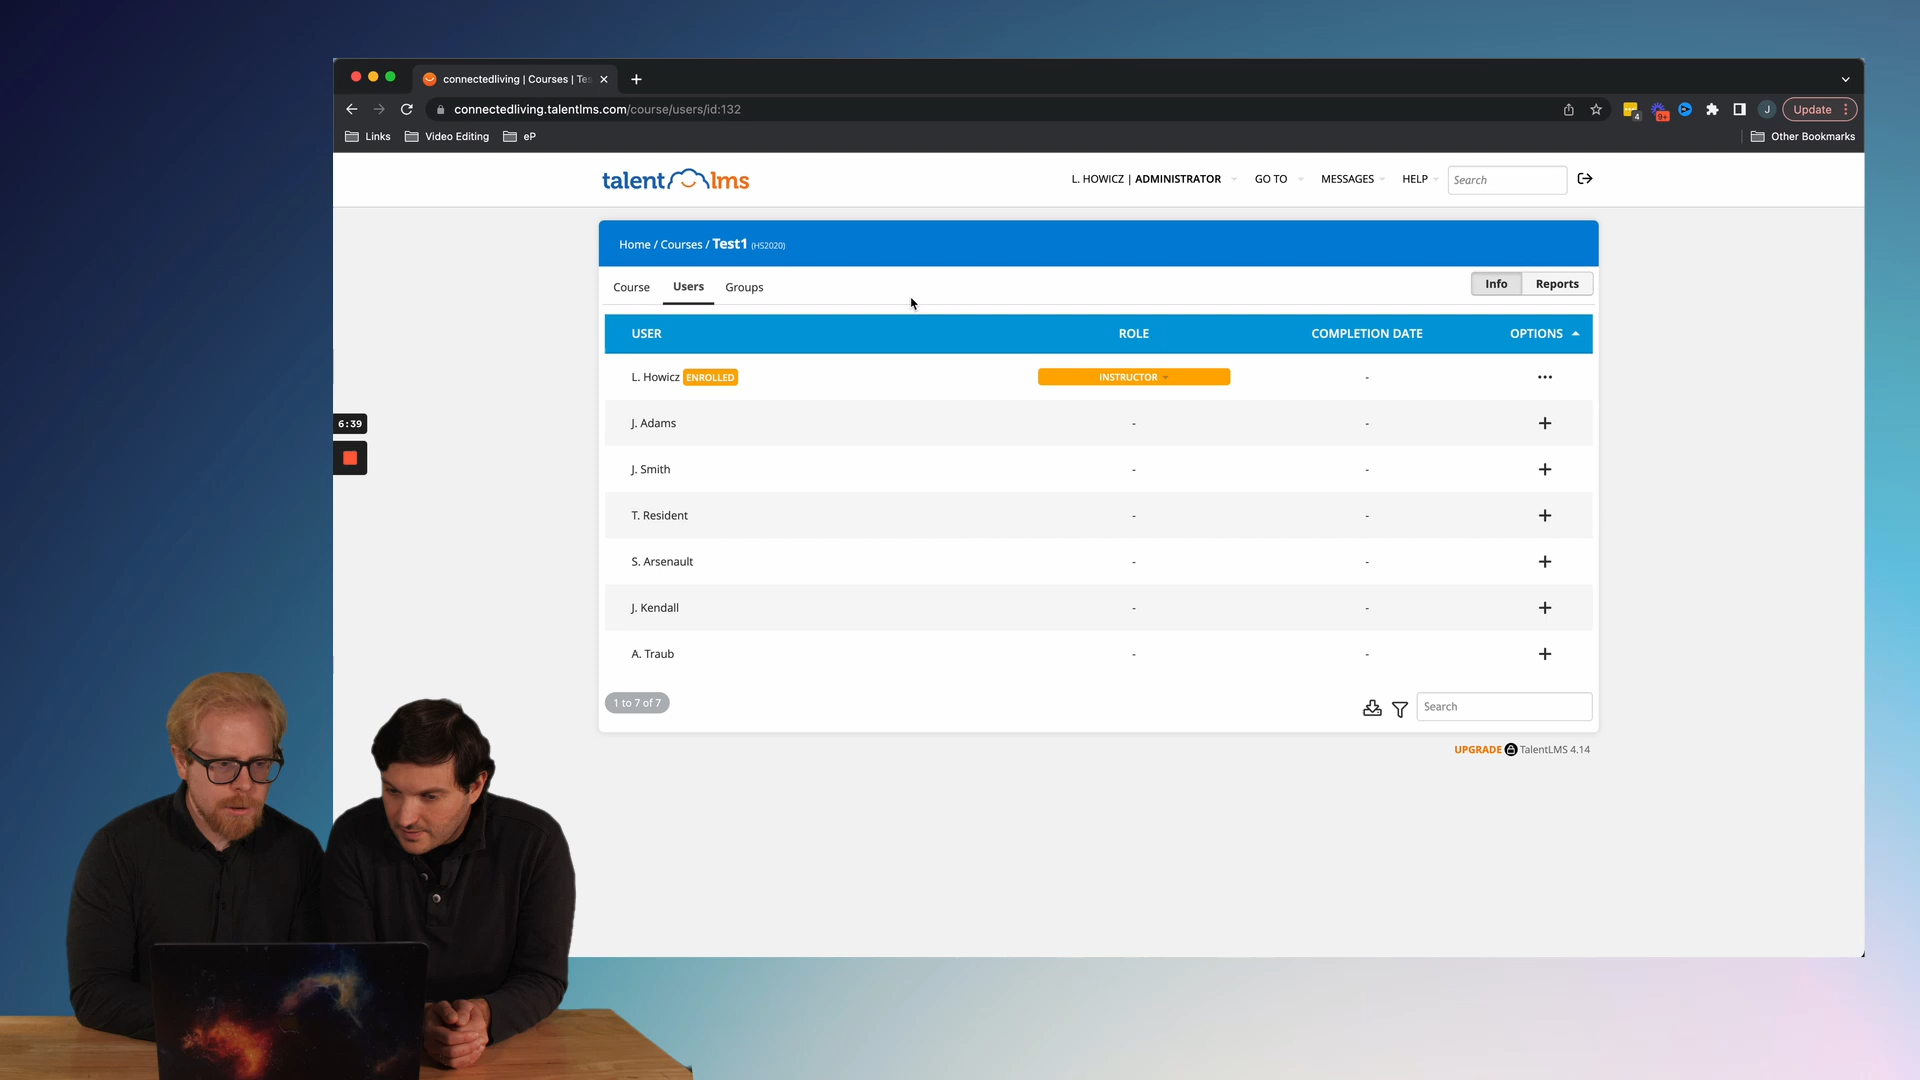 connectedliving | Courses | Tes
connectedliving.talentlms.com/course/users/id:132
4
9+
J
Update
Links
Video Editing
eP
Other Bookmarks
talentlms
L. HOWICZ | ADMINISTRATOR
GO TO
MESSAGES
HELP
Search
Home / Courses / Test1 (HS2020)
Course
Users
Groups
Info
Reports
USER
ROLE
COMPLETION DATE
OPTIONS
L. Howicz ENROLLED
INSTRUCTOR
-
J. Adams
-
-
6:39
J. Smith
-
-
T. Resident
-
-
S. Arsenault
-
-
J. Kendall
-
-
A. Traub
-
-
1 to 7 of 7
Search
UPGRADE TalentLMS 4.14